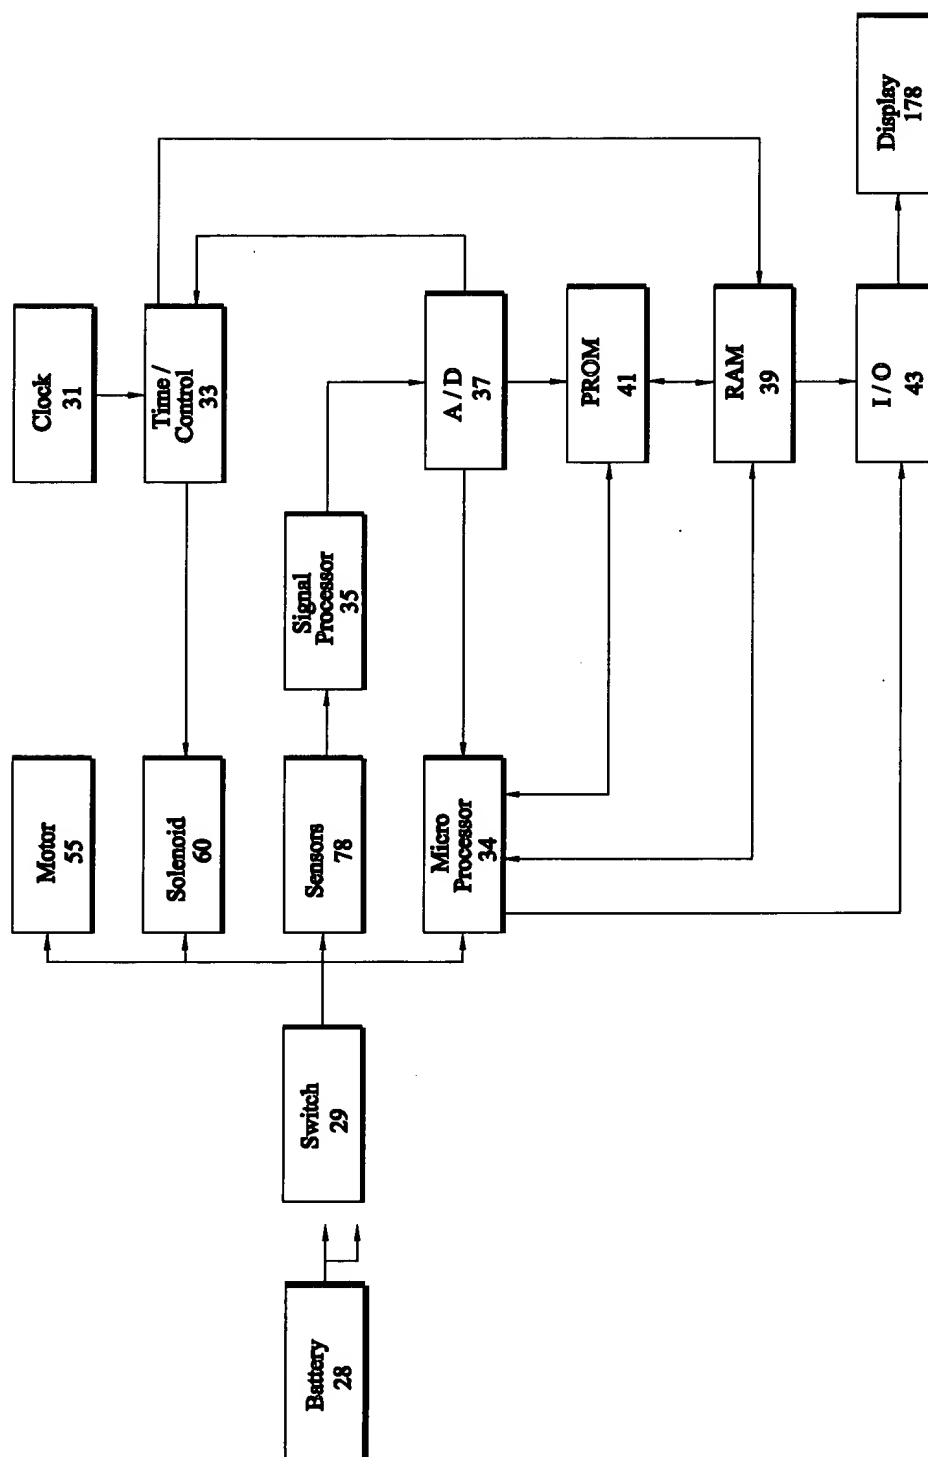 Battery
28
Switch
29
Motor
55
Solenoid
60
Sensors
78
Micro
Processor
34
Signal
Processor
35
Clock
31
Time /
Control
33
A / D
37
PROM
41
RAM
39
I / O
43
Display
178